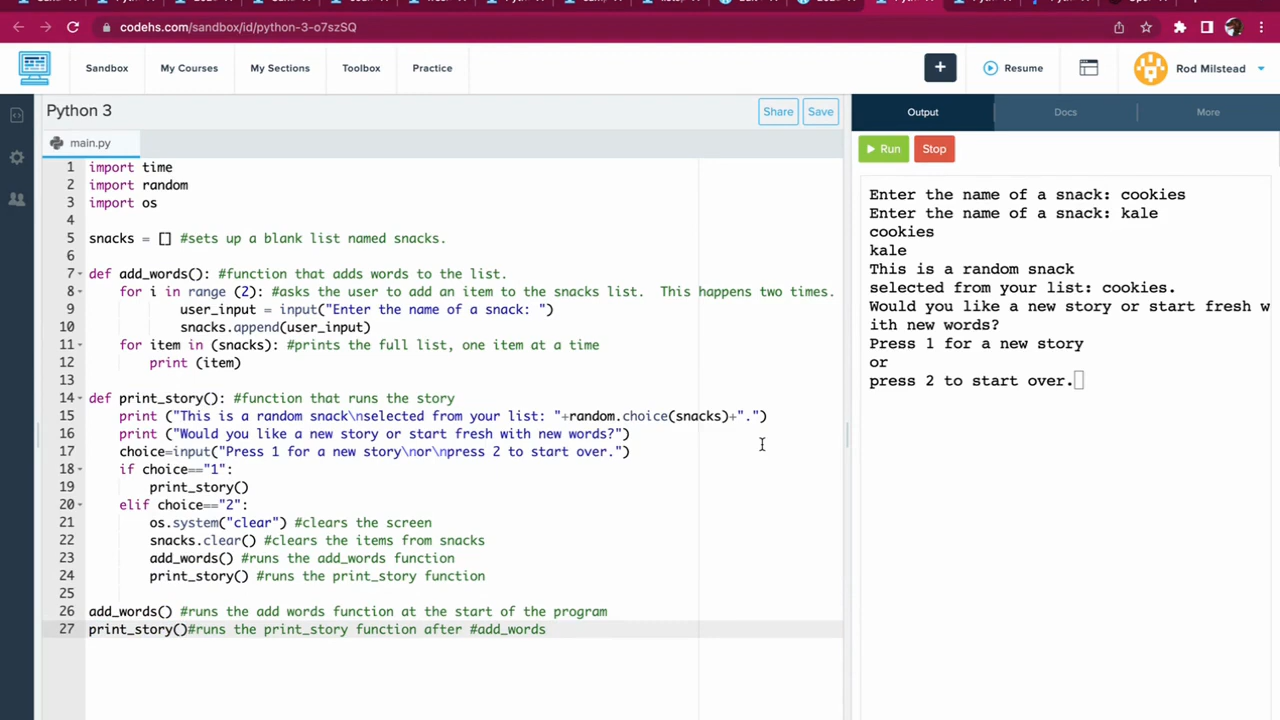 codehs.com/sandbox/id/python-3-o7szSQ
Sandbox My Courses My Sections Toolbox Practice + Resume Rod Milstead
Python 3 Share Save
main.py
1 import time
2 import random
3 import os
4
5 snacks = [] #sets up a blank list named snacks.
6
7 def add_words(): #function that adds words to the list.
8 for i in range (2): #asks the user to add an item to the snacks list.  This happens two times.
9 user_input = input("Enter the name of a snack: ")
10 snacks.append(user_input)
11 for item in (snacks): #prints the full list, one item at a time
12 print (item)
13
14 def print_story(): #function that runs the story
15 print ("This is a random snack\nselected from your list: "+random.choice(snacks)+".")
16 print ("Would you like a new story or start fresh with new words?")
17 choice=input("Press 1 for a new story\nor\npress 2 to start over.")
18 if choice=="1":
19 print_story()
20 elif choice=="2":
21 os.system("clear") #clears the screen
22 snacks.clear() #clears the items from snacks
23 add_words() #runs the add_words function
24 print_story() #runs the print_story function
25
26 add_words() #runs the add words function at the start of the program
27 print_story()#runs the print_story function after #add_words
Output Docs More
Run Stop
Enter the name of a snack: cookies
Enter the name of a snack: kale
cookies
kale
This is a random snack
selected from your list: cookies.
Would you like a new story or start fresh w
ith new words?
Press 1 for a new story
or
press 2 to start over.